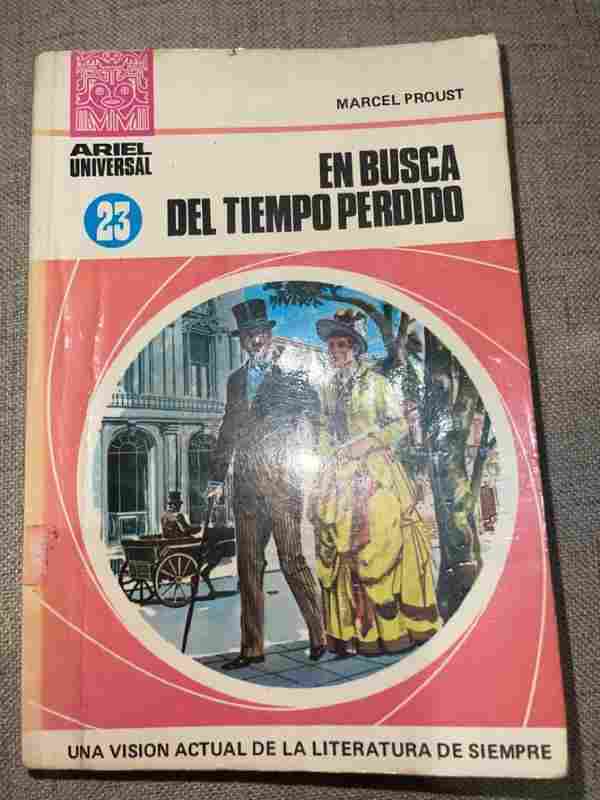 MARCEL PROUST
ARIEL
UNIVERSAL
23
EN BUSCA
DEL TIEMPO PERDIDO
UNA VISION ACTUAL DE LA LITERATURA DE SIEMPRE